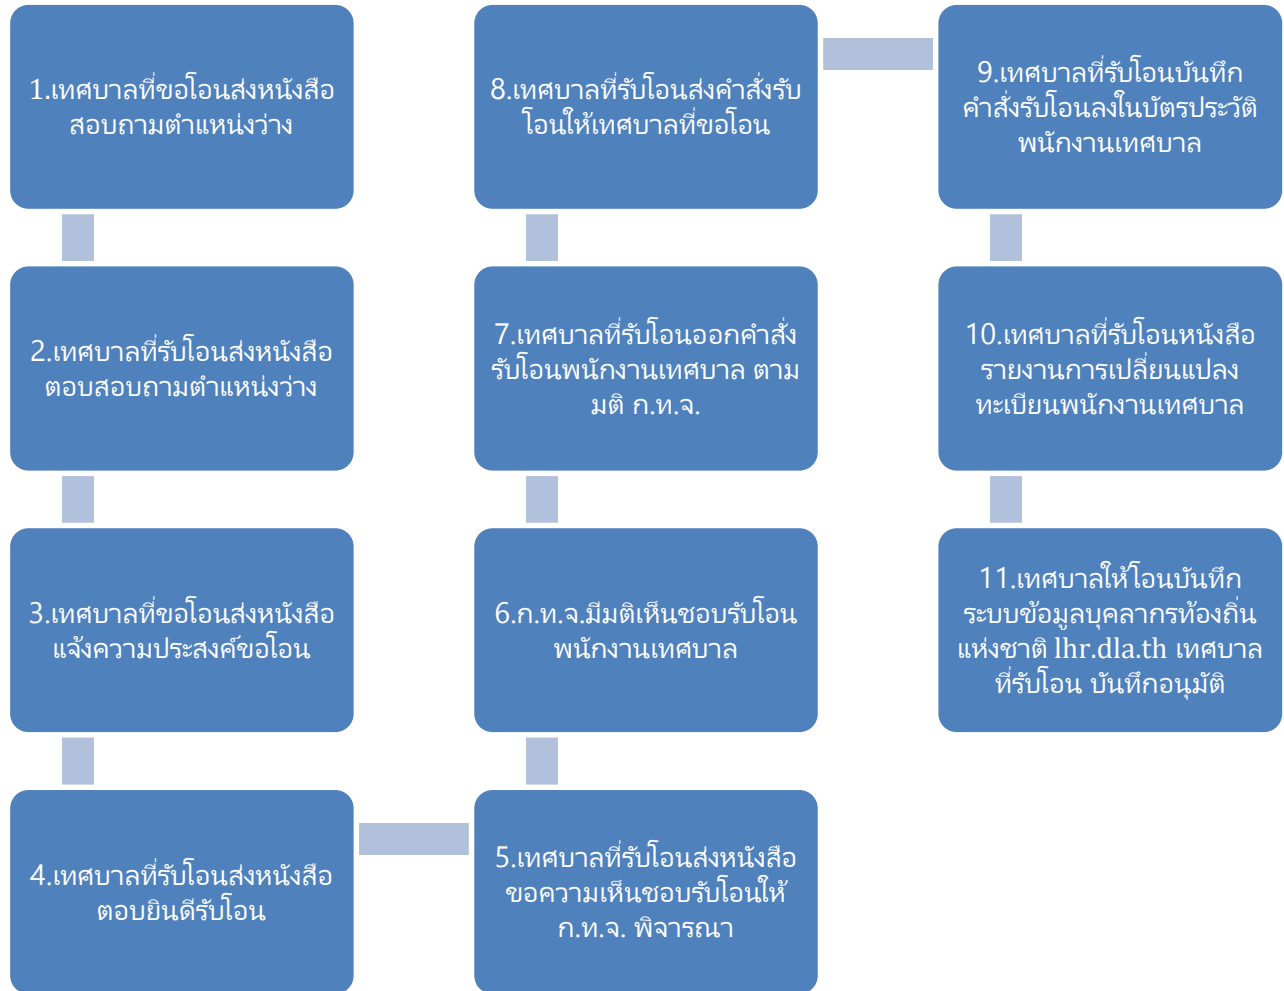 1.เทศบาลที่ขอโอนส่งหนังสือ
สอบถามตำแหน่งว่าง
2.เทศบาลที่รับโอนส่งหนังสือ
ตอบสอบถามตำแหน่งว่าง
3.เทศบาลที่ขอโอนส่งหนังสือ
แจ้งความประสงค์ขอโอน
4.เทศบาลที่รับโอนส่งหนังสือ
ตอบยินดีรับโอน
5.เทศบาลที่รับโอนส่งหนังสือ
ขอความเห็นชอบรับโอนให้
ก.ท.จ. พิจารณา
6.ก.ท.จ.มีมติเห็นชอบรับโอน
พนักงานเทศบาล
7.เทศบาลที่รับโอนออกคำสั่ง
รับโอนพนักงานเทศบาล ตาม
มติ ก.ท.จ.
8.เทศบาลที่รับโอนส่งคำสั่งรับ
โอนให้เทศบาลที่ขอโอน
9.เทศบาลที่รับโอนบันทึก
คำสั่งรับโอนลงในบัตรประวัติ
พนักงานเทศบาล
10.เทศบาลที่รับโอนหนังสือ
รายงานการเปลี่ยนแปลง
ทะเบียนพนักงานเทศบาล
11.เทศบาลให้โอนบันทึก
ระบบข้อมูลบุคลากรท้องถิ่น
แห่งชาติ lhr.dla.th เทศบาล
ที่รับโอน บันทึกอนุมัติ